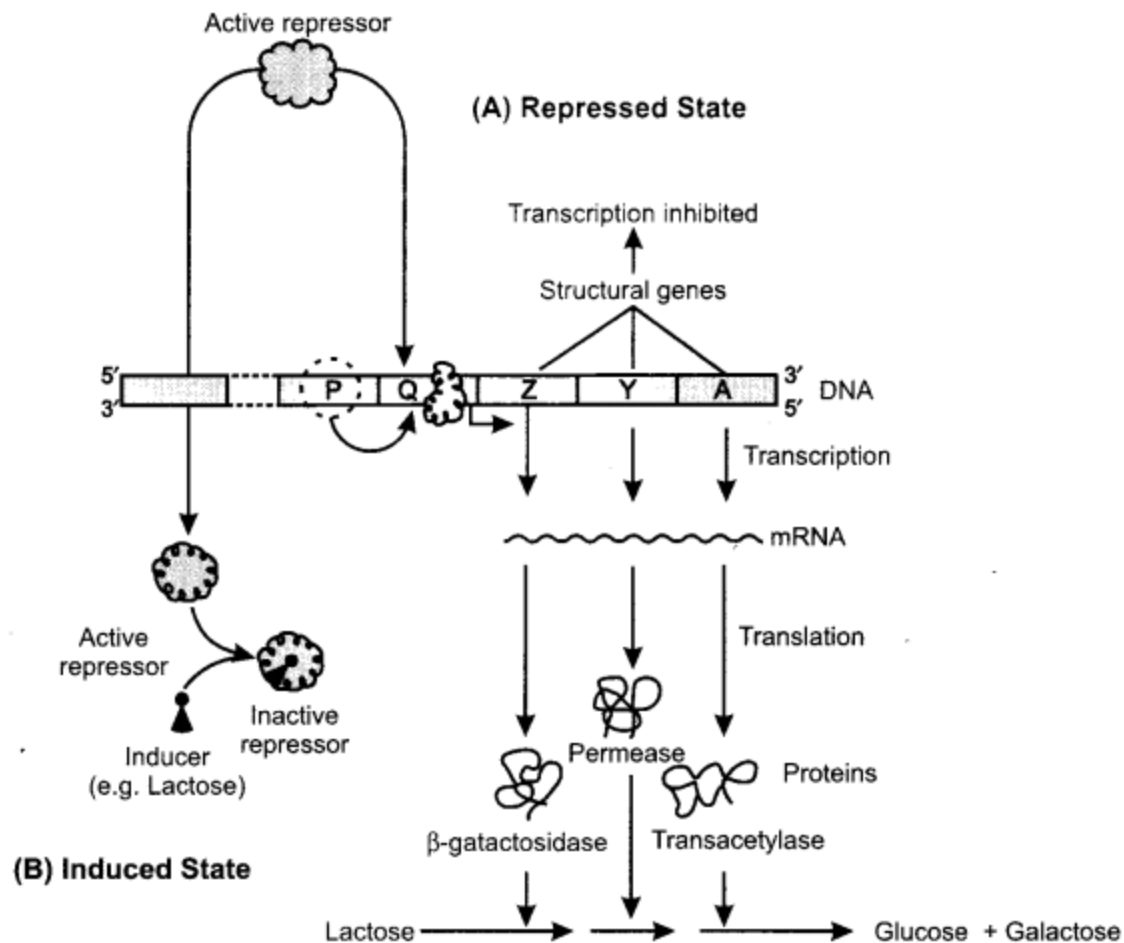 Active repressor
(A) Repressed State
Transcription inhibited
Structural genes
5′ 3′
P Q Z Y A DNA
3′ 5′
Transcription
mRNA
Active
repressor
Translation
Inactive
repressor
Inducer
(e.g. Lactose)
Permease
Proteins
β-gatactosidase
Transacetylase
(B) Induced State
Lactose Glucose + Galactose